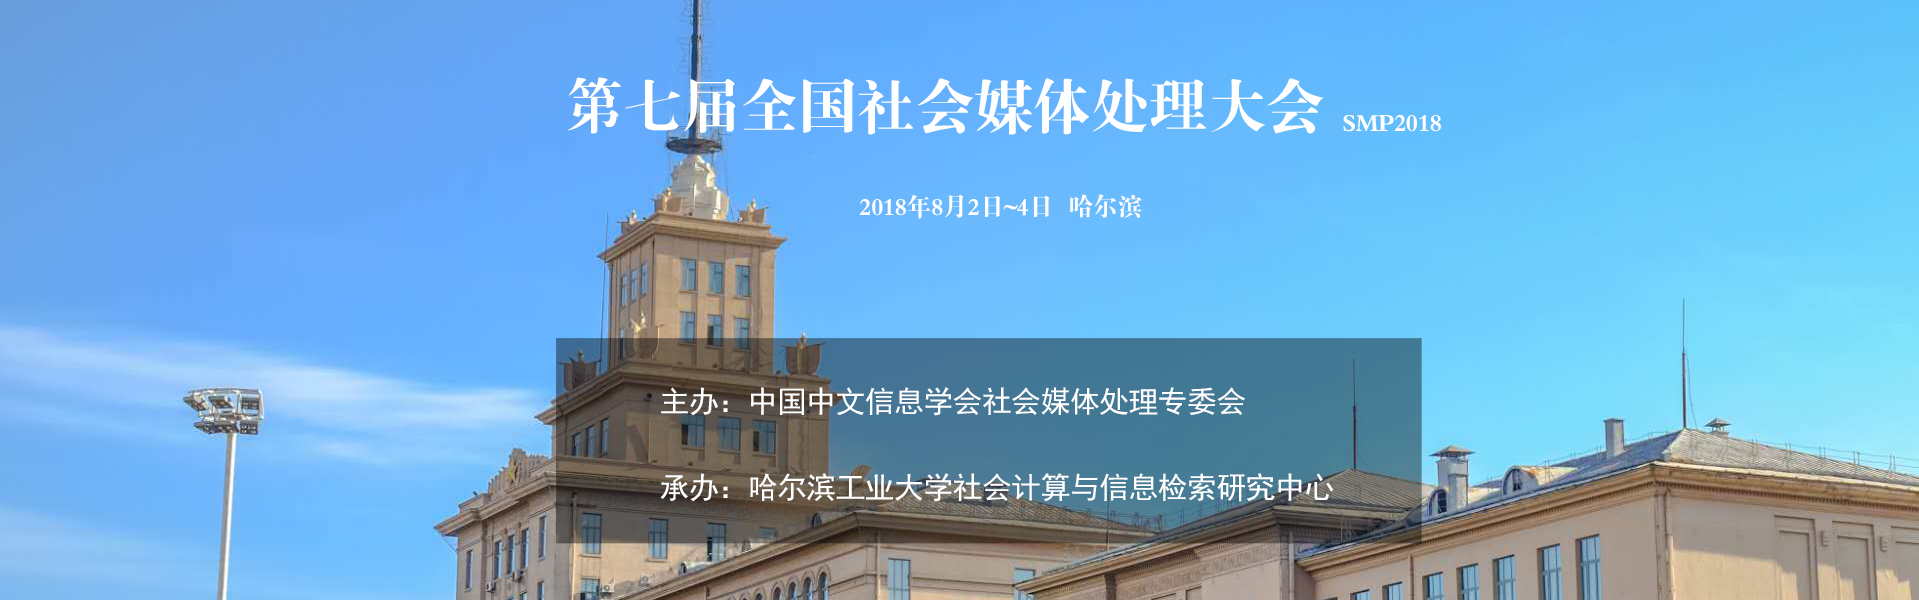 第七届全国社会媒体处理大会 SMP2018
2018年8月2日~4日 哈尔滨
主办：中国中文信息学会社会媒体处理专委会
承办：哈尔滨工业大学社会计算与信息检索研究中心